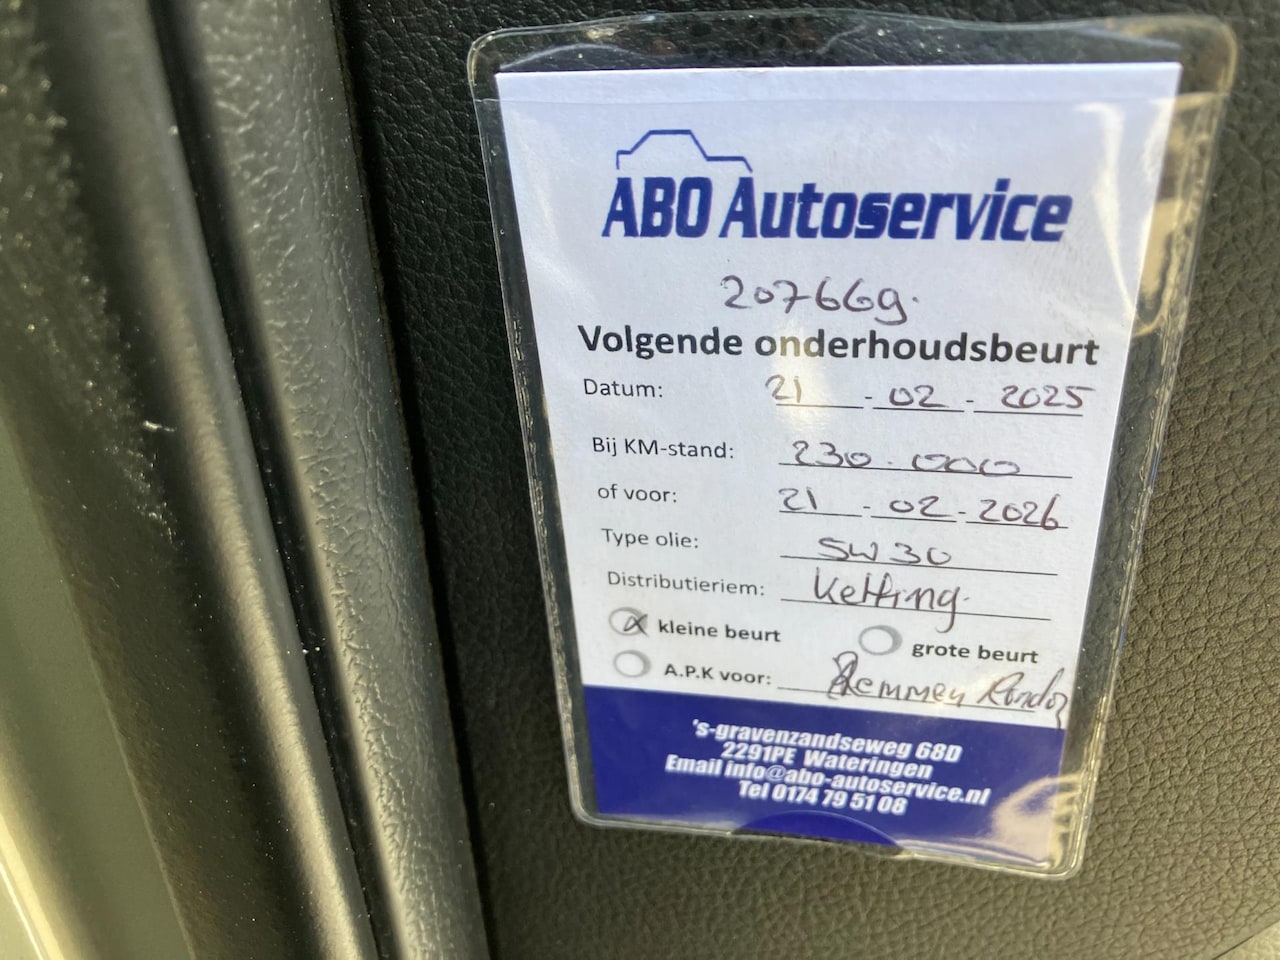 ABO Autoservice
207669.
Volgende onderhoudsbeurt
Datum: 21 - 02 - 2025
Bij KM-stand: 230.000
of voor: 21 - 02 - 2026
Type olie: 5W30
Distributieriem: Ketting.
kleine beurt grote beurt
A.P.K voor: Remmen Rondo
's-gravenzandseweg 68D
2291PE Wateringen
Email info@abo-autoservice.nl
Tel 0174 79 51 08